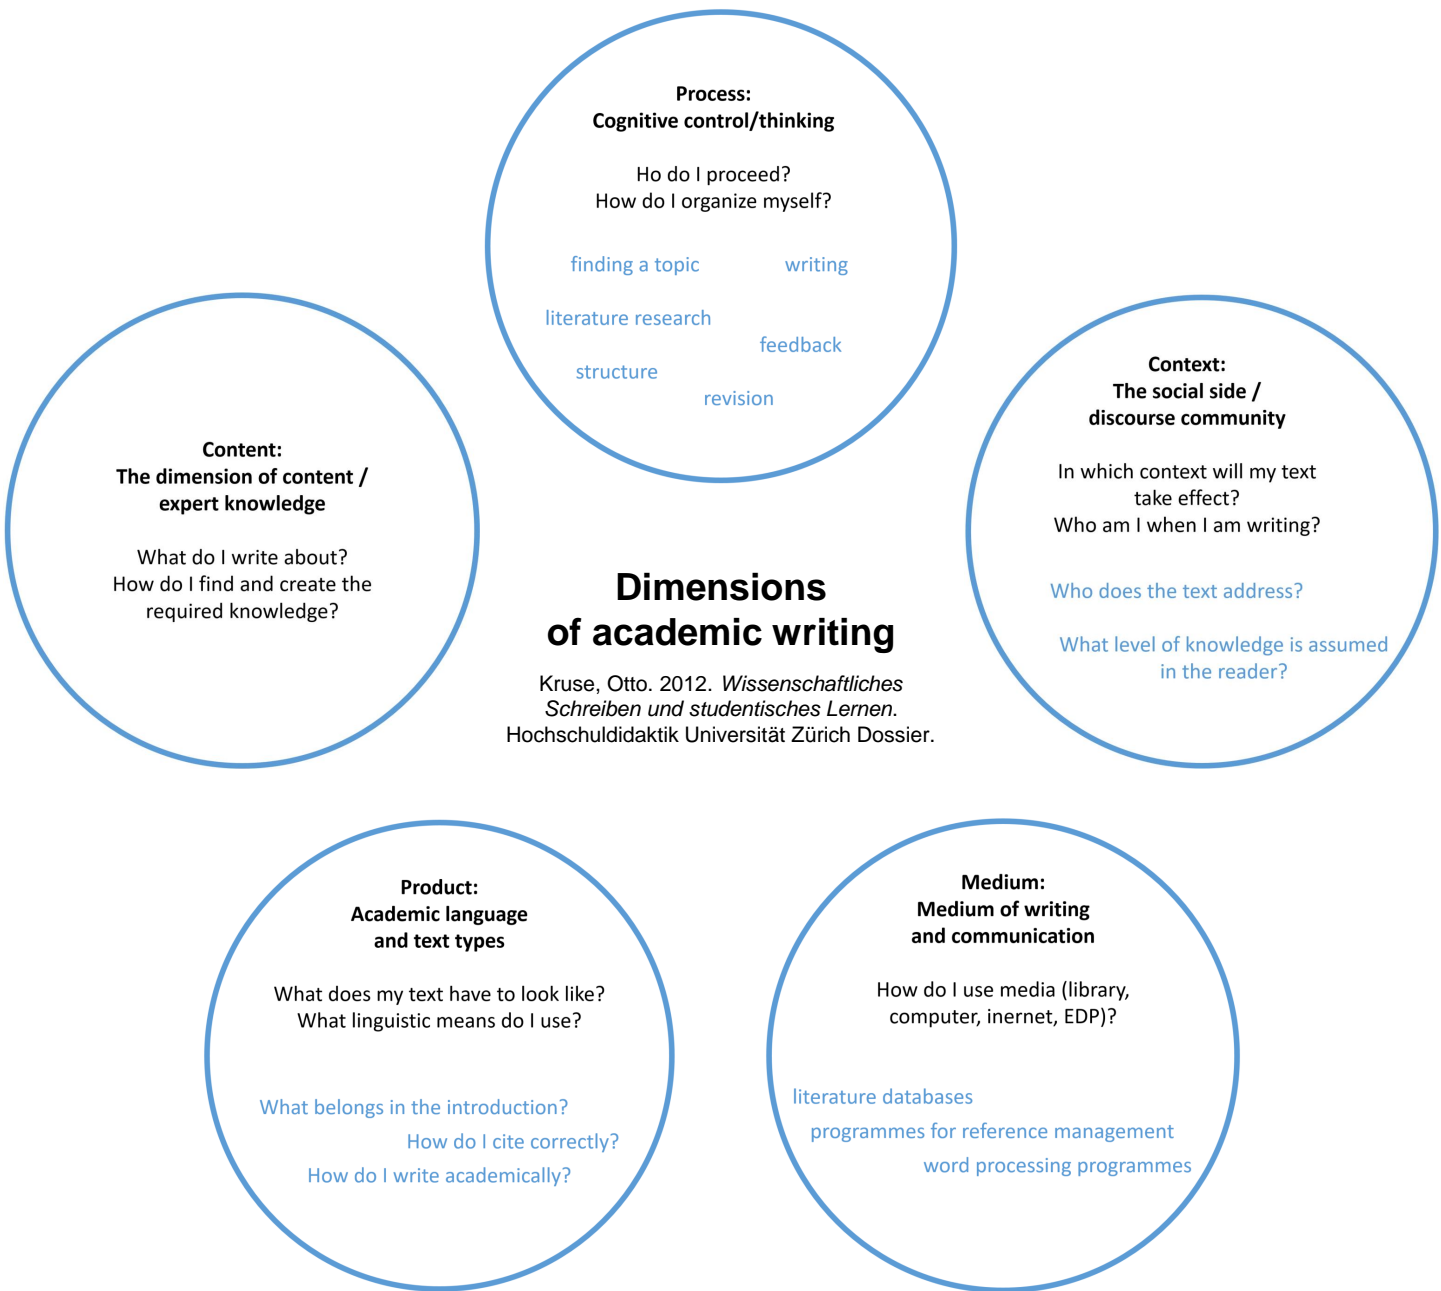 Process:
Cognitive control/thinking
Ho do I proceed?
How do I organize myself?
finding a topic
writing
literature research
feedback
structure
revision
Content:
The dimension of content /
expert knowledge
What do I write about?
How do I find and create the
required knowledge?
Context:
The social side /
discourse community
In which context will my text
take effect?
Who am I when I am writing?
Who does the text address?
What level of knowledge is assumed
in the reader?
Dimensions
of academic writing
Kruse, Otto. 2012. Wissenschaftliches
Schreiben und studentisches Lernen.
Hochschuldidaktik Universität Zürich Dossier.
Product:
Academic language
and text types
What does my text have to look like?
What linguistic means do I use?
What belongs in the introduction?
How do I cite correctly?
How do I write academically?
Medium:
Medium of writing
and communication
How do I use media (library,
computer, inernet, EDP)?
literature databases
programmes for reference management
word processing programmes